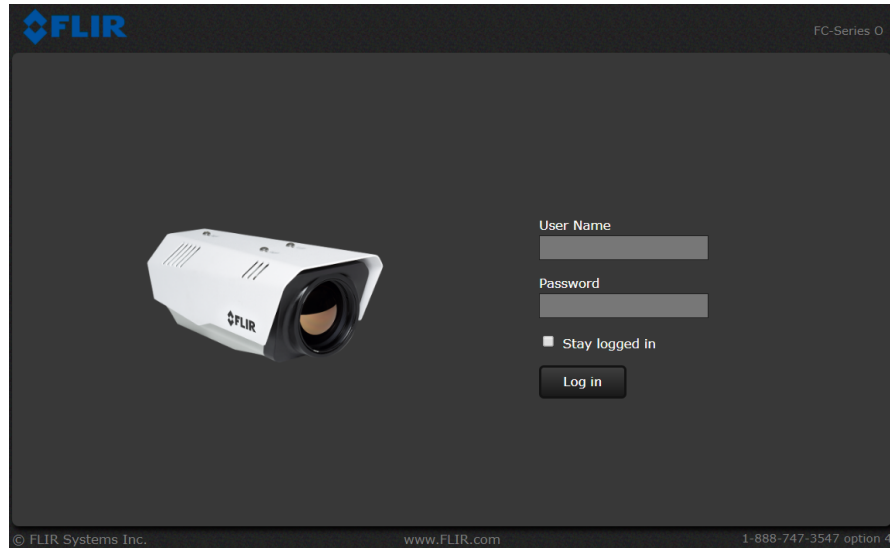 FLIR
FC-Series O
User Name
Password
Stay logged in
Log in
FLIR
© FLIR Systems Inc.
www.FLIR.com
1-888-747-3547 option 4